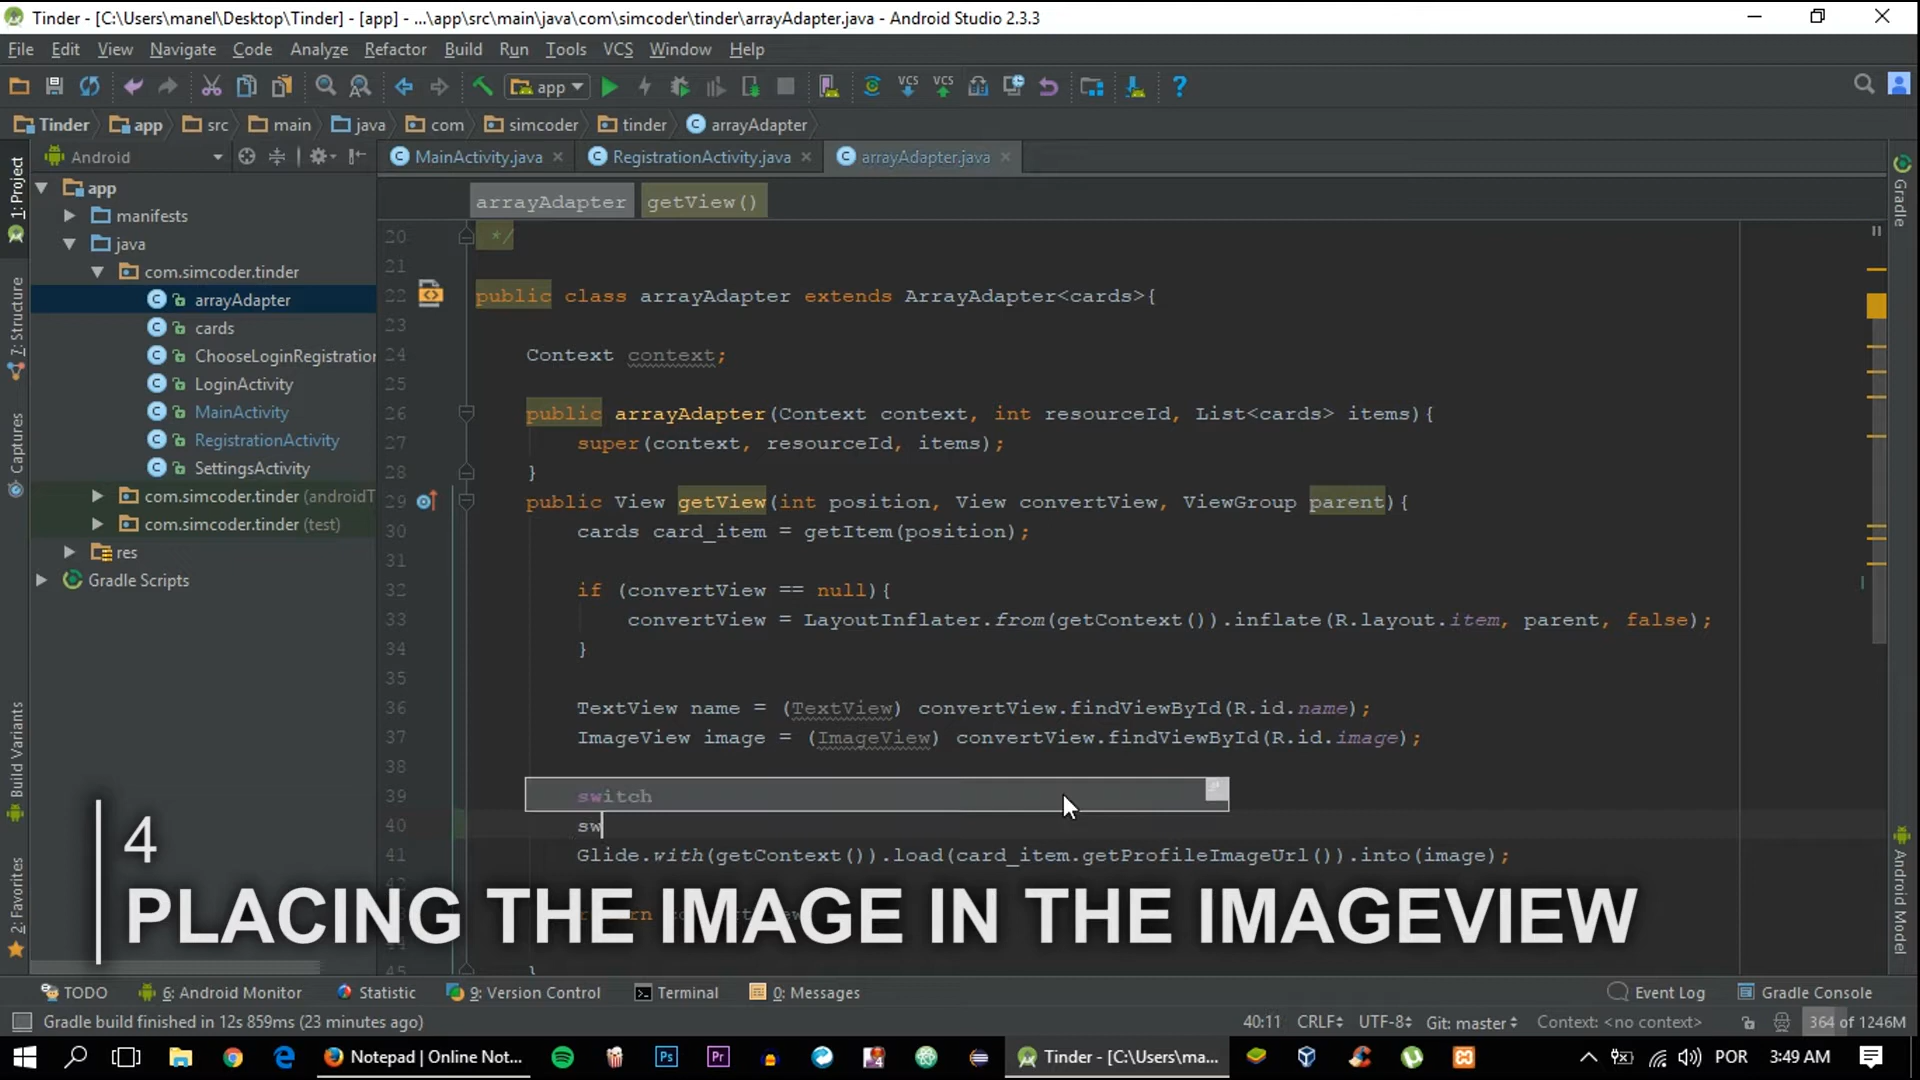 Tinder - [C:\Users\manel\Desktop\Tinder] - [app] - ...\app\src\main\java\com\simcoder\tinder\arrayAdapter.java - Android Studio 2.3.3
File Edit View Navigate Code Analyze Refactor Build Run Tools VCS Window Help
app VCS VCS ?
Tinder app src main java com simcoder tinder arrayAdapter
1: Project
7: Structure
Captures
Build Variants
2: Favorites
Android
app
manifests
java
com.simcoder.tinder
arrayAdapter
cards
ChooseLoginRegistration
LoginActivity
MainActivity
RegistrationActivity
SettingsActivity
com.simcoder.tinder (androidT
com.simcoder.tinder (test)
res
Gradle Scripts
MainActivity.java RegistrationActivity.java arrayAdapter.java
arrayAdapter getView()
20 */
21
22 public class arrayAdapter extends ArrayAdapter<cards>{
23
24 Context context;
25
26 public arrayAdapter(Context context, int resourceId, List<cards> items){
27 super(context, resourceId, items);
28 }
29 public View getView(int position, View convertView, ViewGroup parent){
30 cards card_item = getItem(position);
31
32 if (convertView == null){
33 convertView = LayoutInflater.from(getContext()).inflate(R.layout.item, parent, false);
34 }
35
36 TextView name = (TextView) convertView.findViewById(R.id.name);
37 ImageView image = (ImageView) convertView.findViewById(R.id.image);
38
39 switch
40 sw
41 Glide.with(getContext()).load(card_item.getProfileImageUrl()).into(image);
45 }
4
PLACING THE IMAGE IN THE IMAGEVIEW
Gradle
Android Model
TODO 6: Android Monitor Statistic 9: Version Control Terminal 0: Messages Event Log Gradle Console
Gradle build finished in 12s 859ms (23 minutes ago) 40:11 CRLF UTF-8 Git: master Context: <no context> 364 of 1246M
Notepad | Online Not... Ps Pr Tinder - [C:\Users\ma... POR 3:49 AM